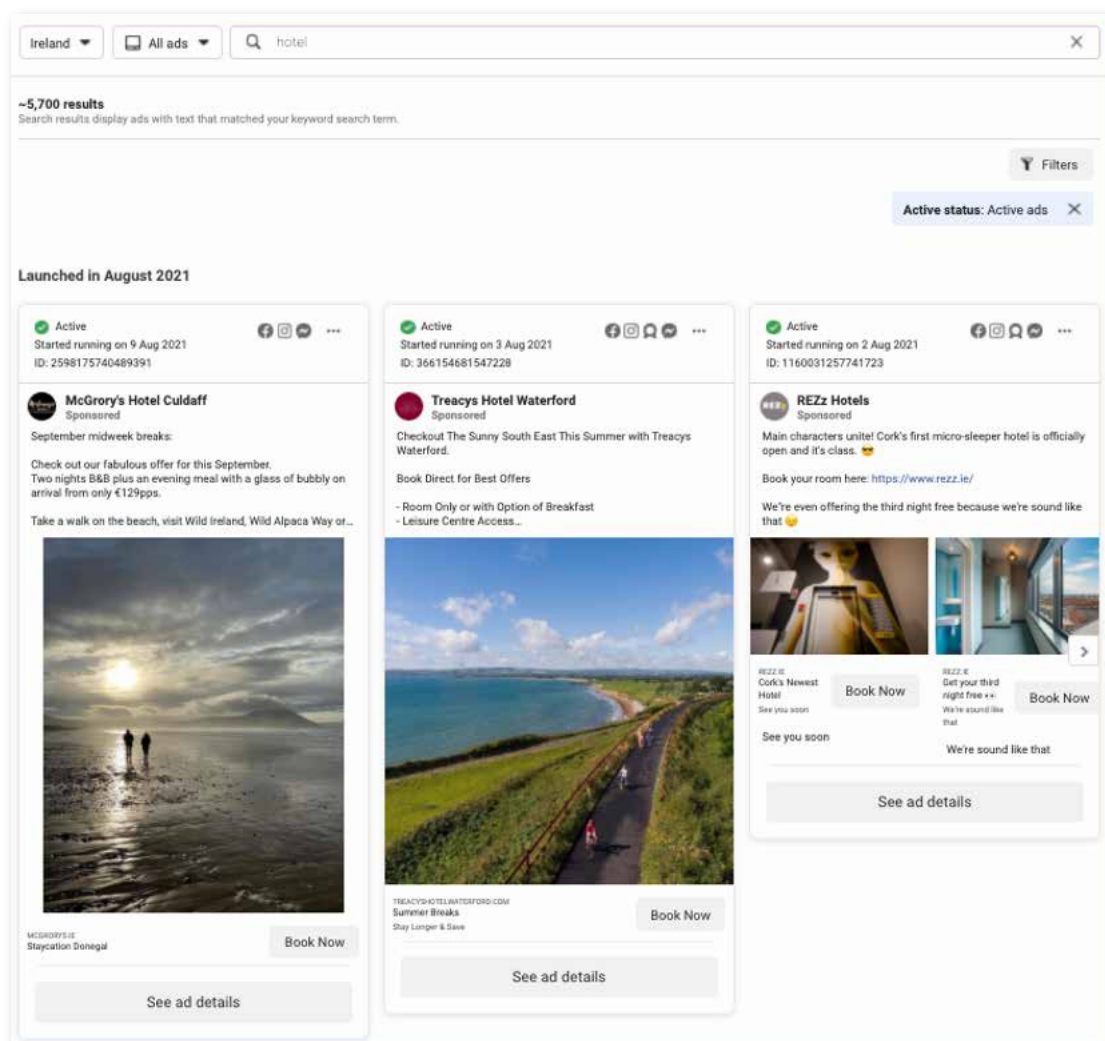 Ireland
All ads
hotel
~5,700 results
Search results display ads with text that matched your keyword search term.
Filters
Active status: Active ads
Launched in August 2021
Active
Started running on 9 Aug 2021
ID: 2598175740489391
McGrory's Hotel Culdaff
Sponsored
September midweek breaks:
Check out our fabulous offer for this September.
Two nights B&B plus an evening meal with a glass of bubbly on
arrival from only €129pps.
Take a walk on the beach, visit Wild Ireland, Wild Alpaca Way or...
MCGRORYS.IE
Staycation Donegal
Book Now
See ad details
Active
Started running on 3 Aug 2021
ID: 366154681547228
Treacys Hotel Waterford
Sponsored
Checkout The Sunny South East This Summer with Treacys
Waterford.
Book Direct for Best Offers
- Room Only or with Option of Breakfast
- Leisure Centre Access...
TREACYSHOTELWATERFORD.COM
Summer Breaks
Stay Longer & Save
Book Now
See ad details
Active
Started running on 2 Aug 2021
ID: 1160031257741723
REZz
REZz Hotels
Sponsored
Main characters unite! Cork's first micro-sleeper hotel is officially
open and it's class. 😎
Book your room here: https://www.rezz.ie/
We're even offering the third night free because we're sound like
that 😉
REZZ.IE
Cork's Newest
Hotel
See you soon
Book Now
See you soon
REZZ.IE
Get your third
night free 👀
We're sound like
that
Book Now
We're sound like that
See ad details